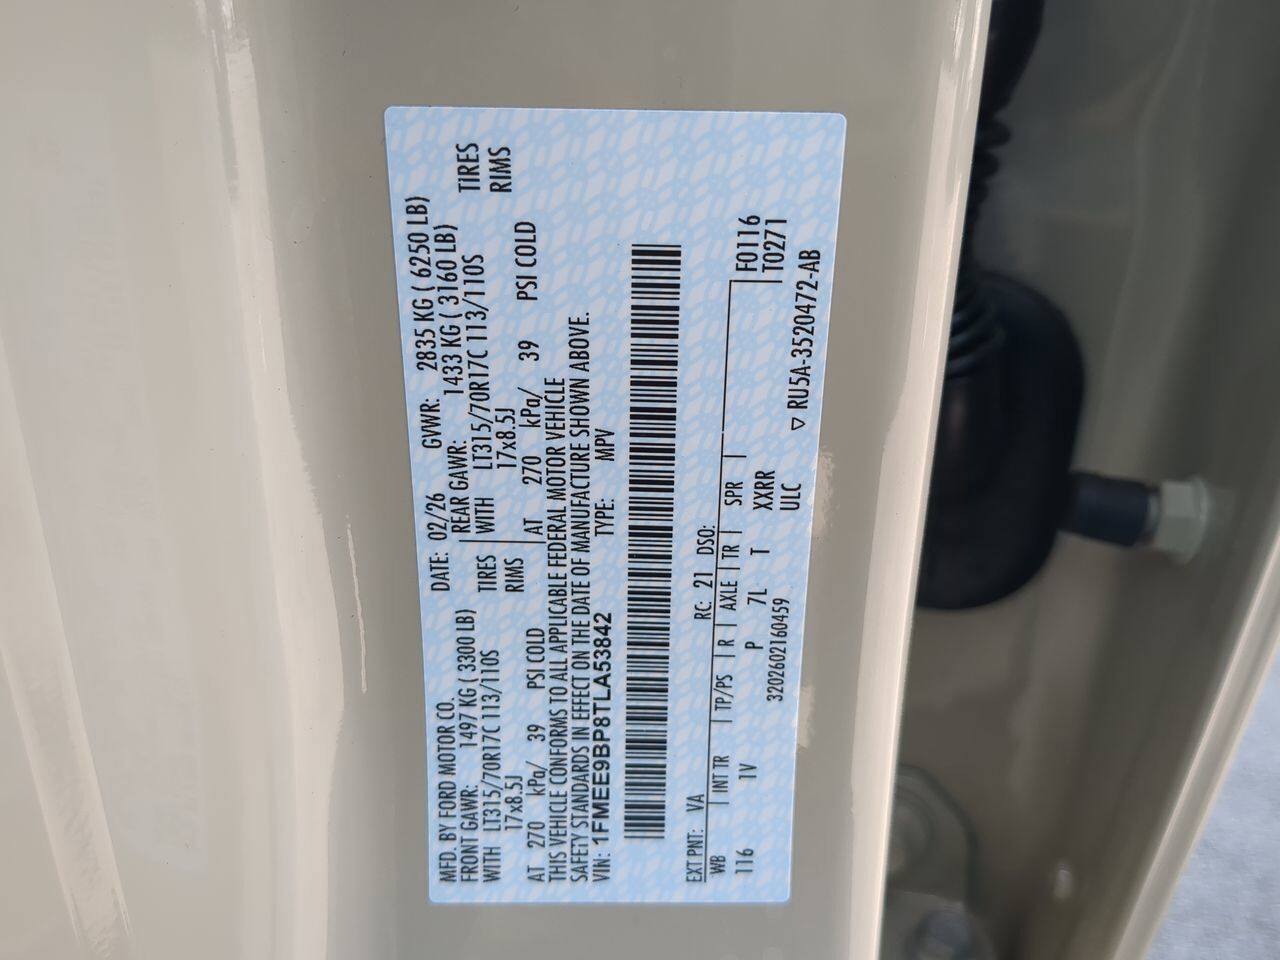 MFD. BY FORD MOTOR CO. DATE: 02/26 GVWR: 2835 KG ( 6250 LB)
FRONT GAWR: 1497 KG ( 3300 LB) REAR GAWR: 1433 KG ( 3160 LB)
WITH LT315/70R17C 113/110S TIRES WITH LT315/70R17C 113/110S TIRES
17x8.5J RIMS 17x8.5J RIMS
AT 270 kPa/ 39 PSI COLD AT 270 kPa/ 39 PSI COLD
THIS VEHICLE CONFORMS TO ALL APPLICABLE FEDERAL MOTOR VEHICLE
SAFETY STANDARDS IN EFFECT ON THE DATE OF MANUFACTURE SHOWN ABOVE.
VIN: 1FMEE9BP8TLA53842 TYPE: MPV
EXT PNT: VA RC: 21 DSO:
WB INT TR TP/PS R AXLE TR SPR F0116
116 1V P 7L T XXRR T0271
3202602160459 ULC
▽ RU5A-3520472-AB